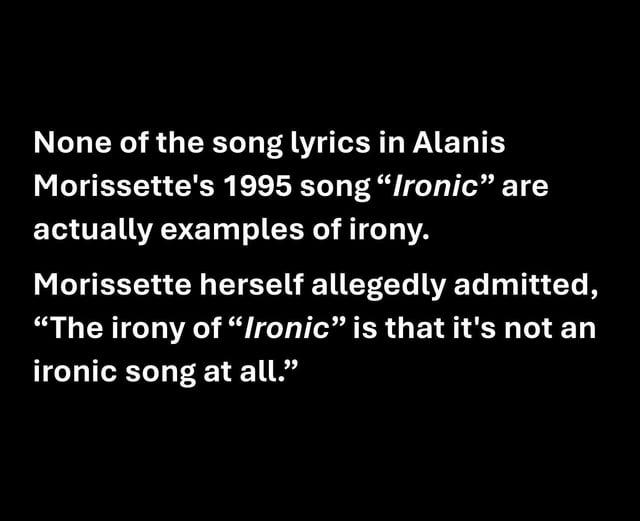 None of the song lyrics in Alanis
Morissette's 1995 song “Ironic” are
actually examples of irony.
Morissette herself allegedly admitted,
“The irony of “Ironic” is that it's not an
ironic song at all.”